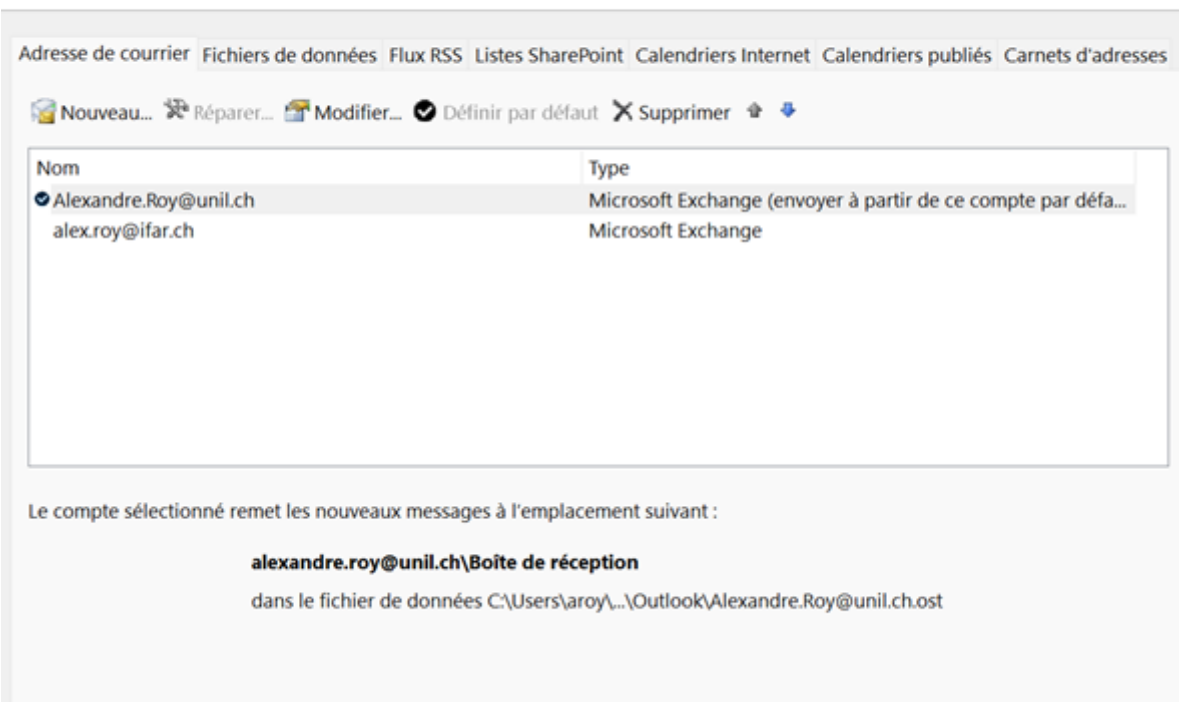 Adresse de courrier Fichiers de données Flux RSS Listes SharePoint Calendriers Internet Calendriers publiés Carnets d'adresses
Nouveau... Réparer... Modifier... Définir par défaut Supprimer
Nom Type
Alexandre.Roy@unil.ch Microsoft Exchange (envoyer à partir de ce compte par défa...
alex.roy@ifar.ch Microsoft Exchange
Le compte sélectionné remet les nouveaux messages à l'emplacement suivant :
alexandre.roy@unil.ch\Boîte de réception
dans le fichier de données C:\Users\aroy\...\Outlook\Alexandre.Roy@unil.ch.ost